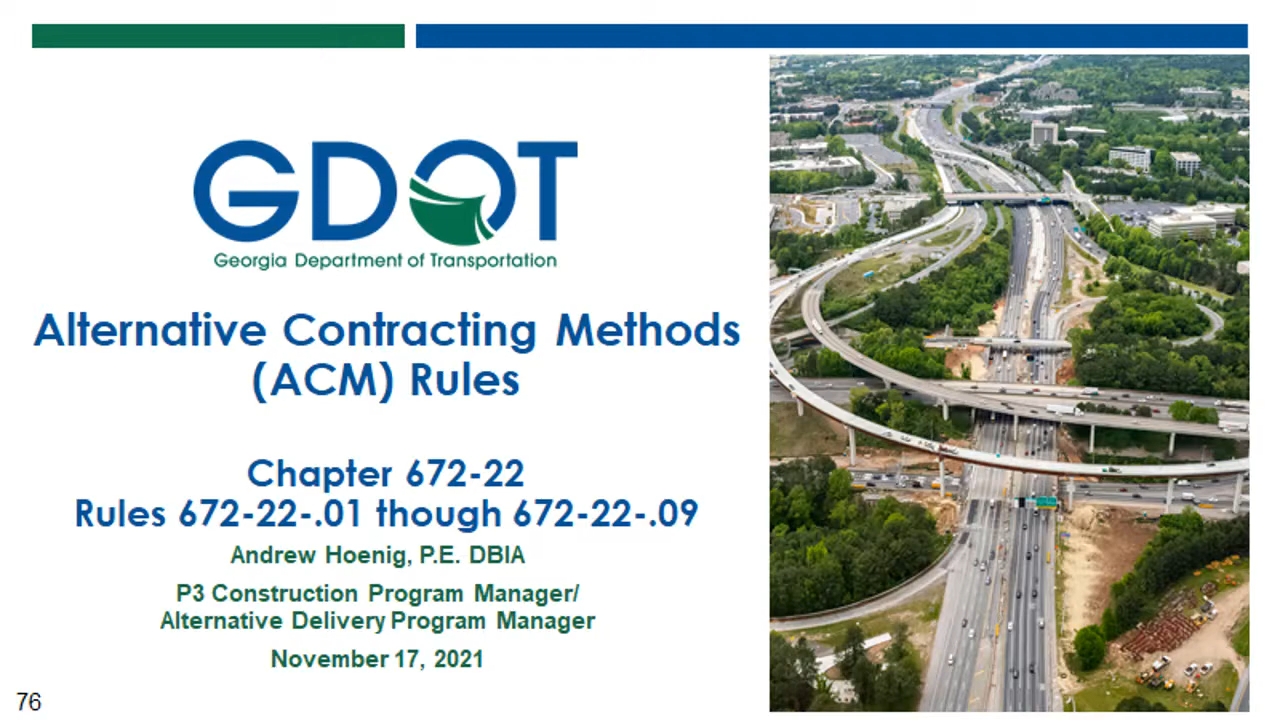 GDOT
Georgia Department of Transportation
Alternative Contracting Methods
(ACM) Rules
Chapter 672-22
Rules 672-22-.01 though 672-22-.09
Andrew Hoenig, P.E. DBIA
P3 Construction Program Manager/
Alternative Delivery Program Manager
November 17, 2021
76